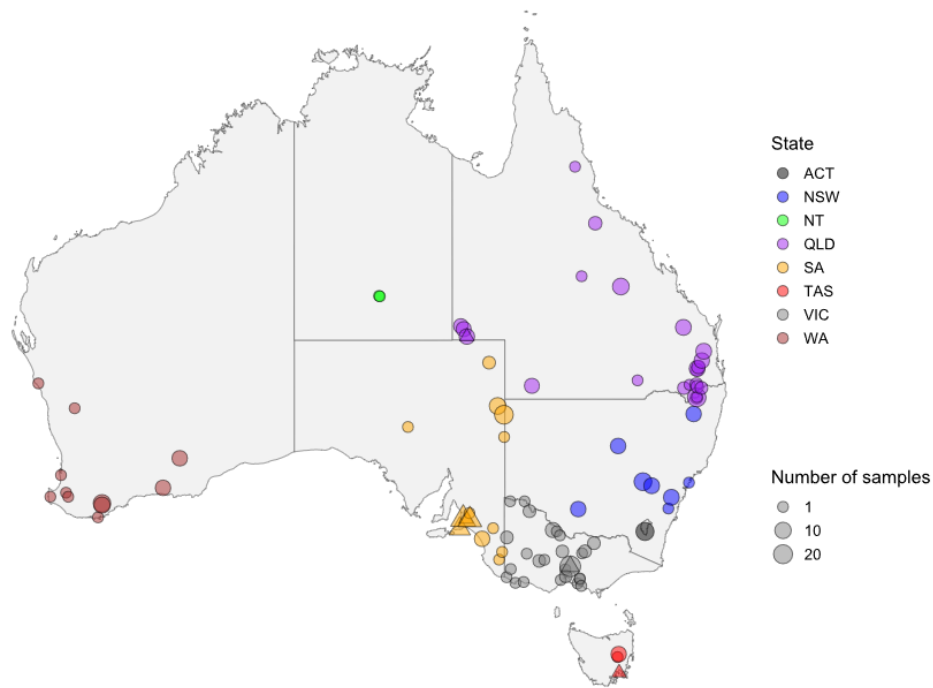 State
ACT
NSW
NT
QLD
SA
TAS
VIC
WA
Number of samples
1
10
20